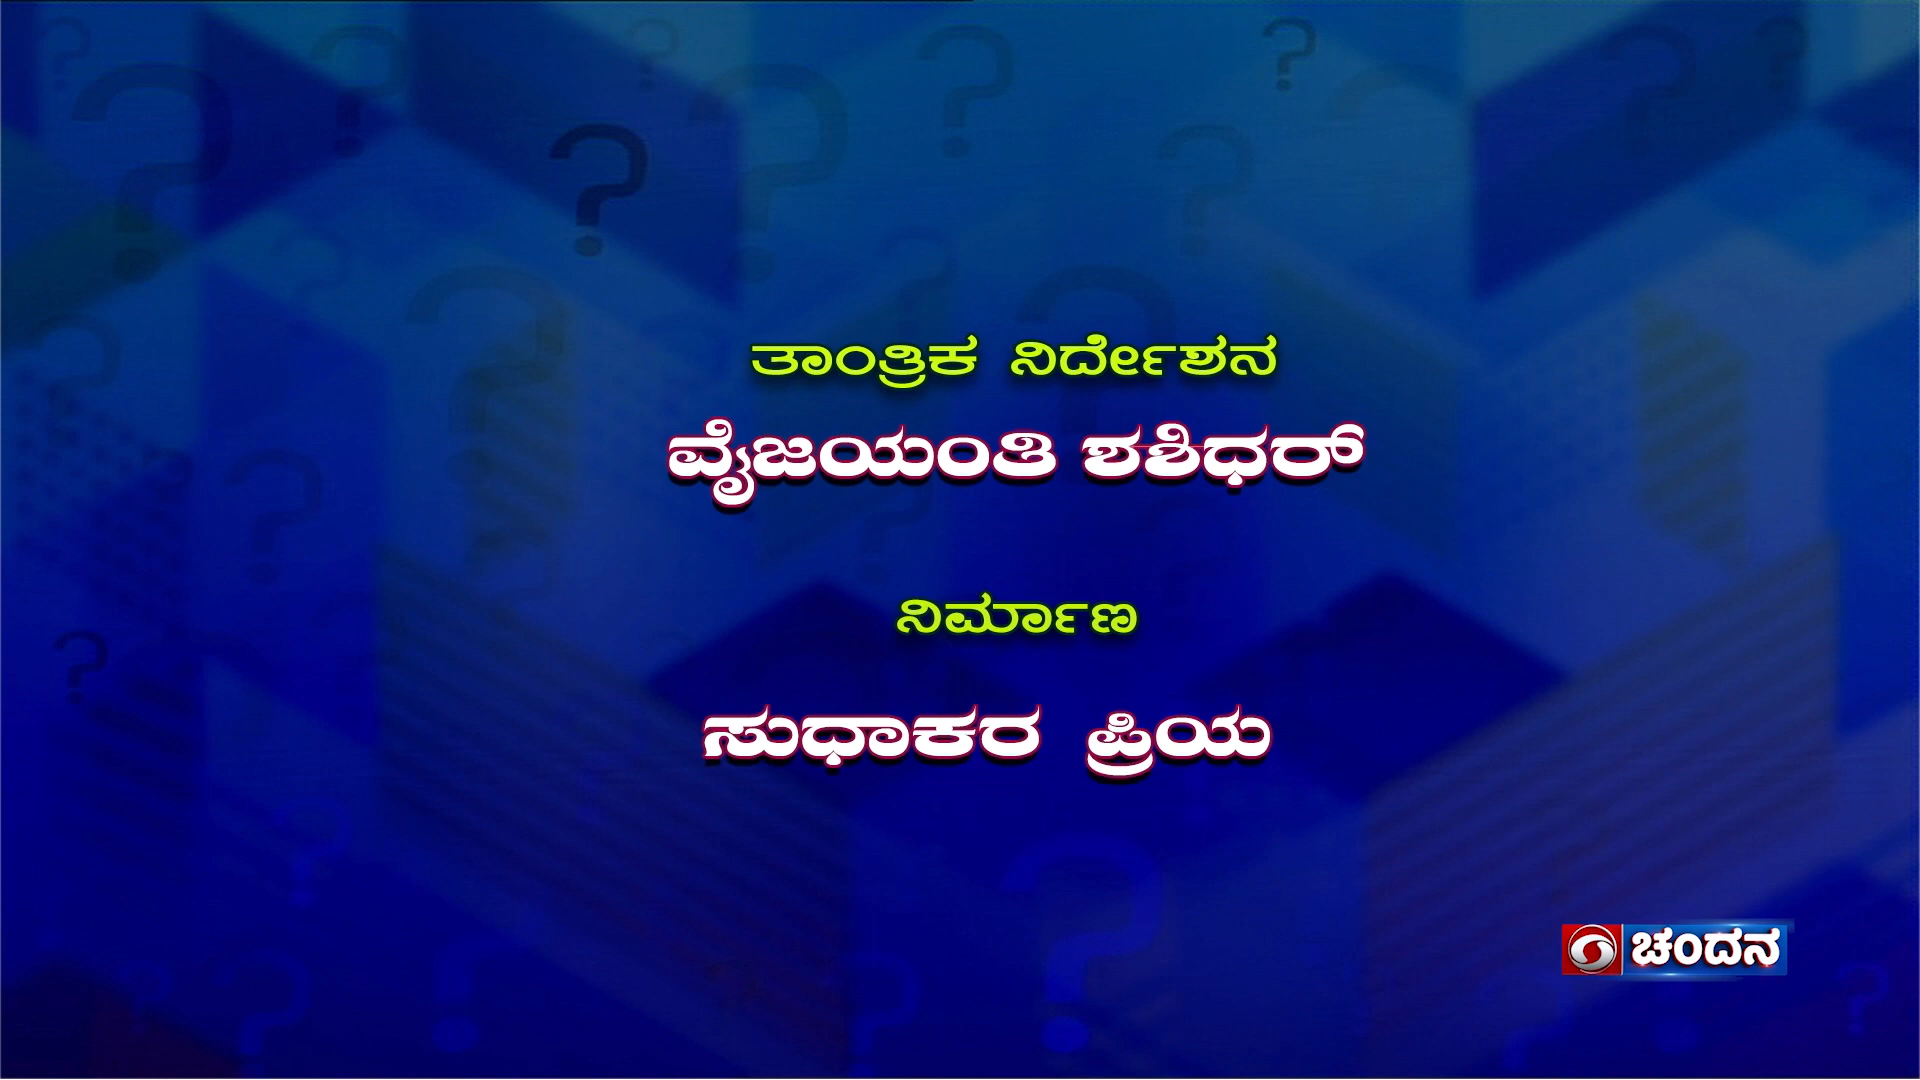 ತಾಂತ್ರಿಕ ನಿರ್ದೇಶನ
ವೈಜಯಂತಿ ಶಶಿಧರ್
ನಿರ್ಮಾಣ
ಸುಧಾಕರ ಪ್ರಿಯ
ಚಂದನ